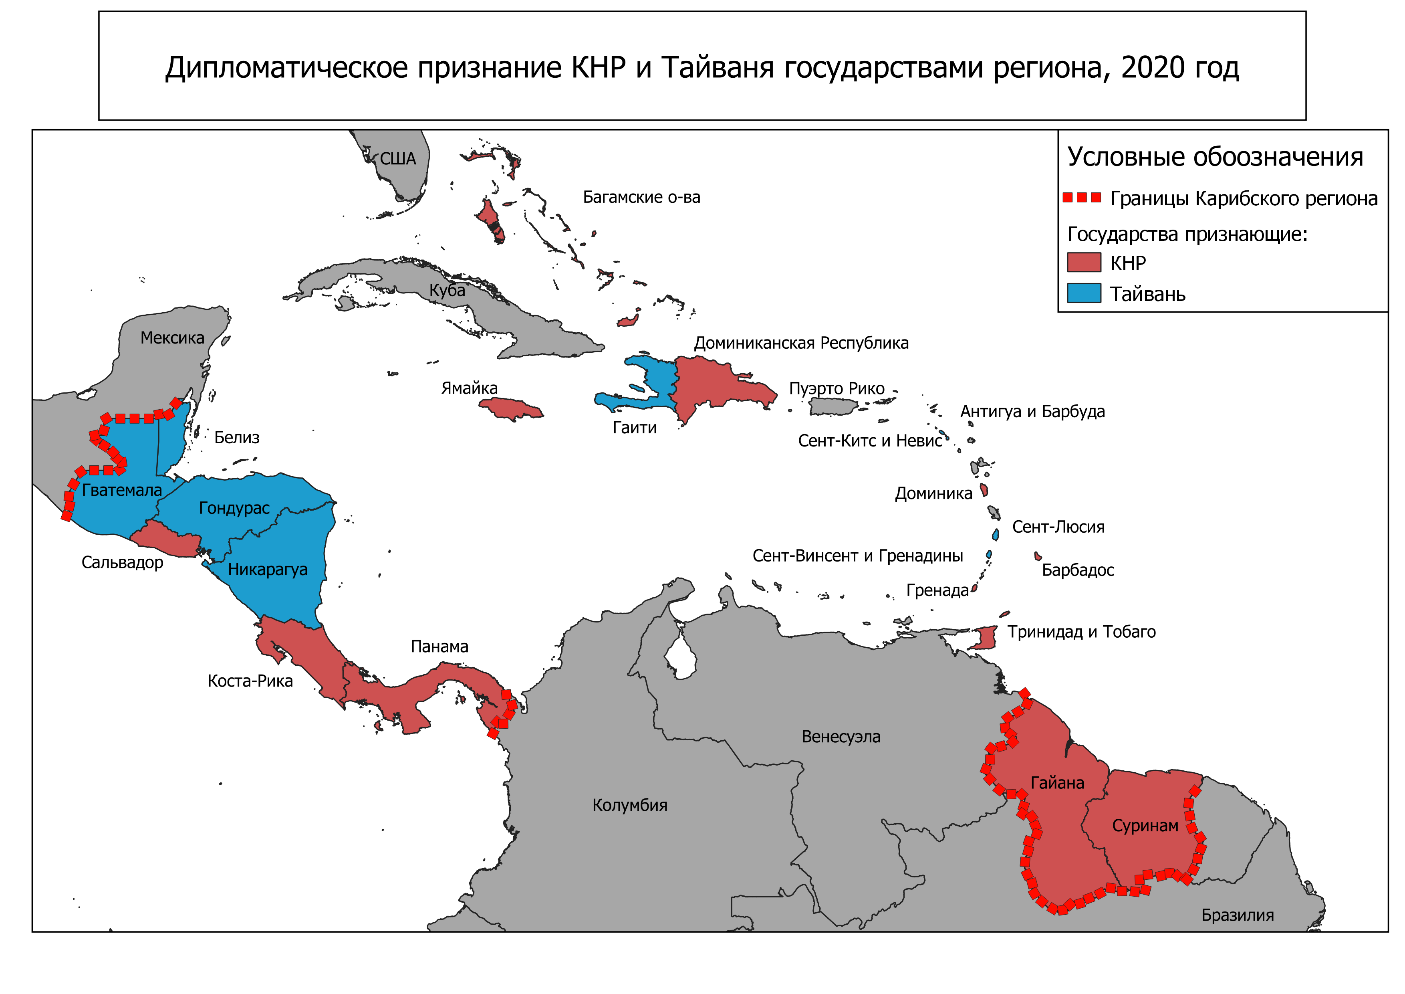 Дипломатическое признание КНР и Тайваня государствами региона, 2020 год
Условные обоозначения
Границы Карибского региона
Государства признающие:
КНР
Тайвань
США
Багамские о-ва
Куба
Мексика
Доминиканская Республика
Ямайка
Пуэрто Рико
Гаити
Антигуа и Барбуда
Белиз
Сент-Китс и Невис
Гватемала
Доминика
Гондурас
Сент-Люсия
Сальвадор
Никарагуа
Сент-Винсент и Гренадины
Барбадос
Гренада
Тринидад и Тобаго
Панама
Коста-Рика
Венесуэла
Колумбия
Гайана
Суринам
Бразилия